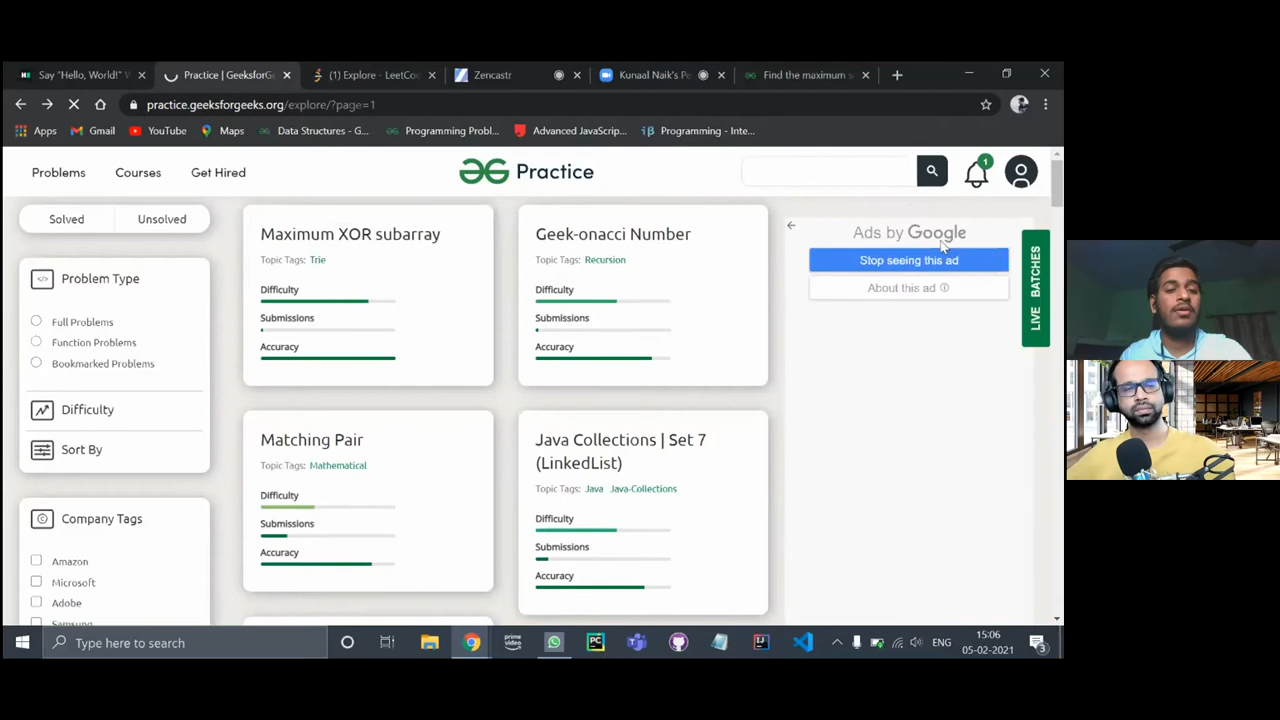 Say "Hello, World!" W
Practice | GeeksforGe
(1) Explore - LeetCo
Zencastr
Kunaal Naik's Pe
Find the maximum s
practice.geeksforgeeks.org/explore/?page=1
Apps
Gmail
YouTube
Maps
Data Structures - G...
Programming Probl...
Advanced JavaScrip...
Programming - Inte...
Problems
Courses
Get Hired
Practice
1
Solved
Unsolved
Problem Type
Full Problems
Function Problems
Bookmarked Problems
Difficulty
Sort By
Company Tags
Amazon
Microsoft
Adobe
Samsung
Maximum XOR subarray
Topic Tags: Trie
Difficulty
Submissions
Accuracy
Geek-onacci Number
Topic Tags: Recursion
Difficulty
Submissions
Accuracy
Matching Pair
Topic Tags: Mathematical
Difficulty
Submissions
Accuracy
Java Collections | Set 7
(LinkedList)
Topic Tags: Java Java-Collections
Difficulty
Submissions
Accuracy
Ads by Google
Stop seeing this ad
About this ad
LIVE BATCHES
Type here to search
prime video
ENG
15:06
05-02-2021
3